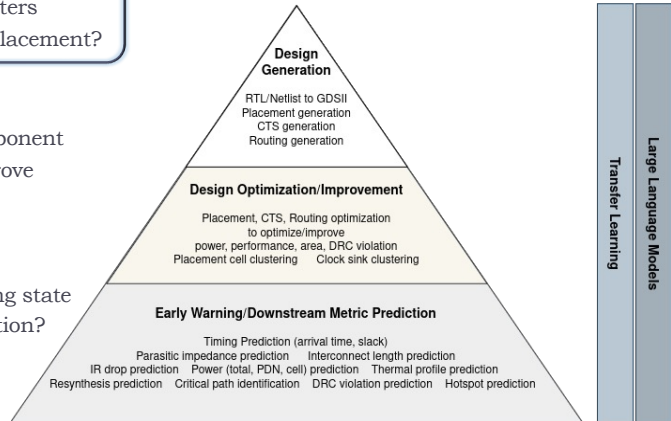 ters
lacement?
ponent
rove
ng state
tion?
Design
Generation
RTL/Netlist to GDSII
Placement generation
CTS generation
Routing generation
Design Optimization/Improvement
Placement, CTS, Routing optimization
to optimize/improve
power, performance, area, DRC violation
Placement cell clustering Clock sink clustering
Early Warning/Downstream Metric Prediction
Timing Prediction (arrival time, slack)
Parasitic impedance prediction Interconnect length prediction
IR drop prediction Power (total, PDN, cell) prediction Thermal profile prediction
Resynthesis prediction Critical path identification DRC violation prediction Hotspot prediction
Transfer Learning
Large Language Models